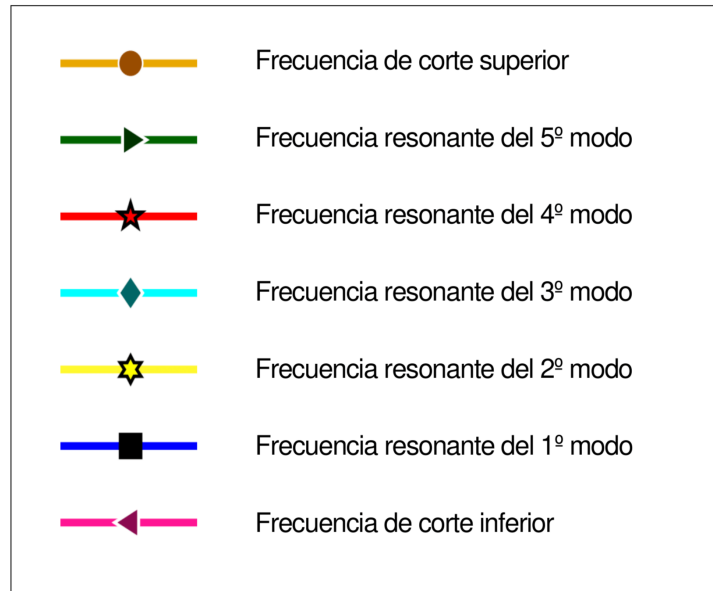 Frecuencia de corte superior
Frecuencia resonante del 5º modo
Frecuencia resonante del 4º modo
Frecuencia resonante del 3º modo
Frecuencia resonante del 2º modo
Frecuencia resonante del 1º modo
Frecuencia de corte inferior